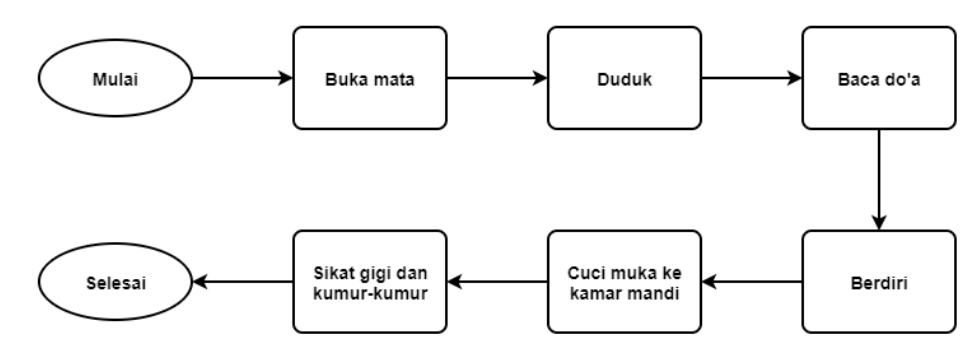 Mulai
Buka mata
Duduk
Baca do'a
Berdiri
Cuci muka ke
kamar mandi
Sikat gigi dan
kumur-kumur
Selesai